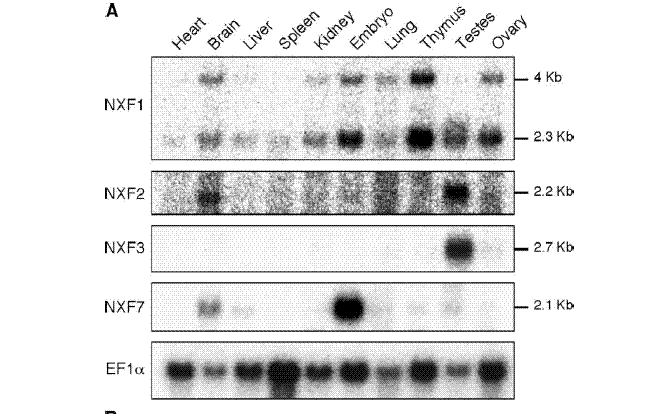 A
Heart Brain Liver Spleen Kidney Embryo Lung Thymus Testes Ovary
4 Kb
NXF1
2.3 Kb
NXF2
2.2 Kb
NXF3
2.7 Kb
NXF7
2.1 Kb
EF1α